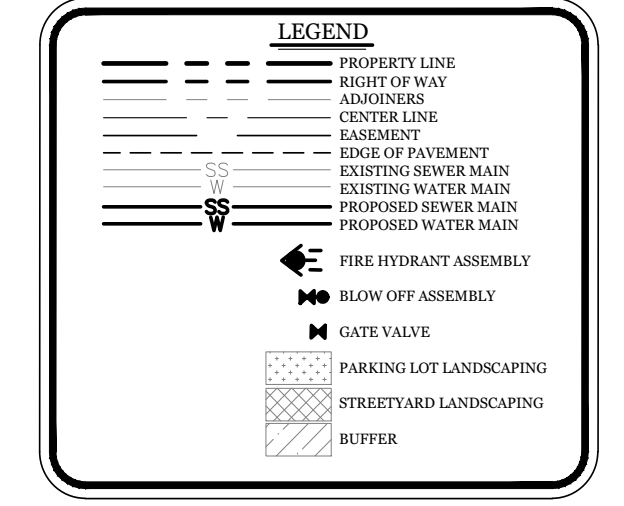 LEGEND
PROPERTY LINE
RIGHT OF WAY
ADJOINERS
CENTER LINE
EASEMENT
EDGE OF PAVEMENT
SS EXISTING SEWER MAIN
W EXISTING WATER MAIN
SS PROPOSED SEWER MAIN
W PROPOSED WATER MAIN
FIRE HYDRANT ASSEMBLY
BLOW OFF ASSEMBLY
GATE VALVE
PARKING LOT LANDSCAPING
STREETYARD LANDSCAPING
BUFFER